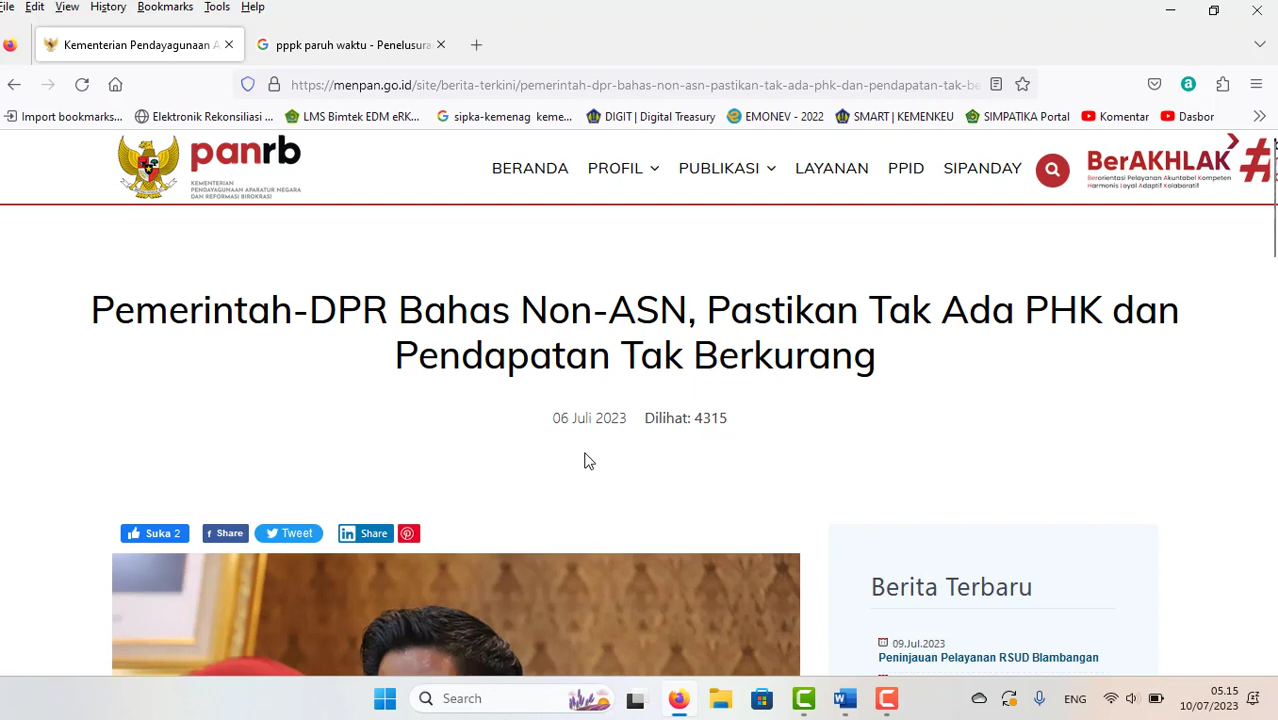 File Edit View History Bookmarks Tools Help
Kementerian Pendayagunaan A
pppk paruh waktu - Penelusura
https://menpan.go.id/site/berita-terkini/pemerintah-dpr-bahas-non-asn-pastikan-tak-ada-phk-dan-pendapatan-tak-be
Import bookmarks... Elektronik Rekonsiliasi ... LMS Bimtek EDM eRK... sipka-kemenag keme... DIGIT | Digital Treasury EMONEV - 2022 SMART | KEMENKEU SIMPATIKA Portal Komentar Dasbor
panrb
KEMENTERIAN
PENDAYAGUNAAN APARATUR NEGARA
DAN REFORMASI BIROKRASI
BERANDA PROFIL PUBLIKASI LAYANAN PPID SIPANDAY
BerAKHLAK #
Berorientasi Pelayanan Akuntabel Kompeten
Harmonis Loyal Adaptif Kolaboratif
Pemerintah-DPR Bahas Non-ASN, Pastikan Tak Ada PHK dan
Pendapatan Tak Berkurang
06 Juli 2023 Dilihat: 4315
Suka 2 f Share Tweet in Share
Berita Terbaru
09.Jul.2023
Peninjauan Pelayanan RSUD Blambangan
Search
ENG
05.15
10/07/2023